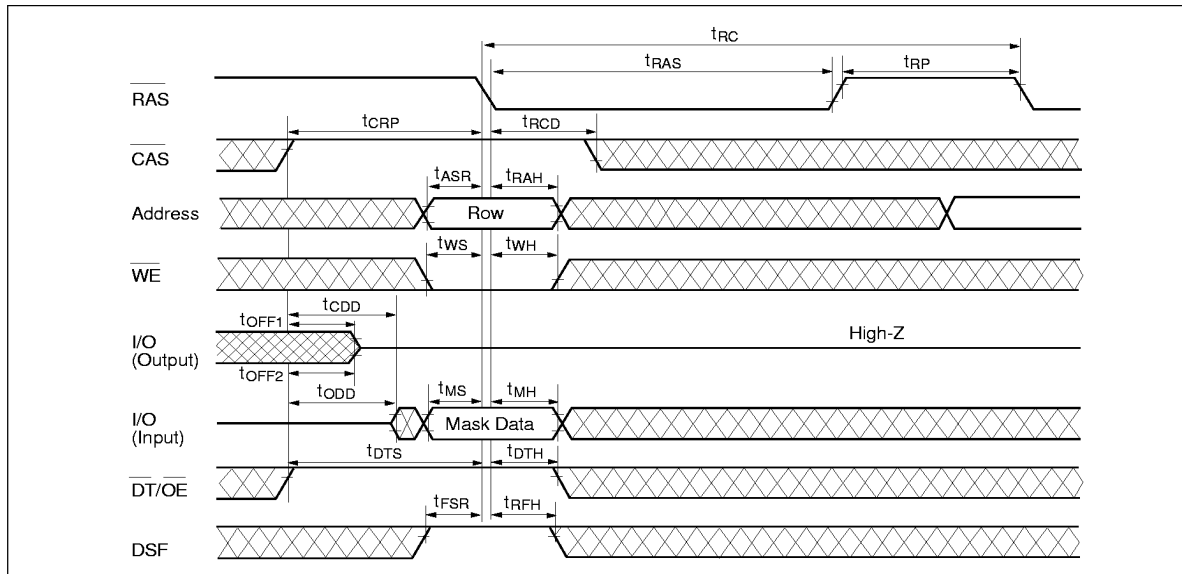 tRC
tRAS
tRP
RAS
tCRP
tRCD
CAS
tASR
tRAH
Address
Row
tWS
tWH
WE
tCDD
tOFF1
I/O
(Output)
High-Z
tOFF2
tODD
tMS
tMH
I/O
(Input)
Mask Data
tDTS
tDTH
DT/OE
tFSR
tRFH
DSF